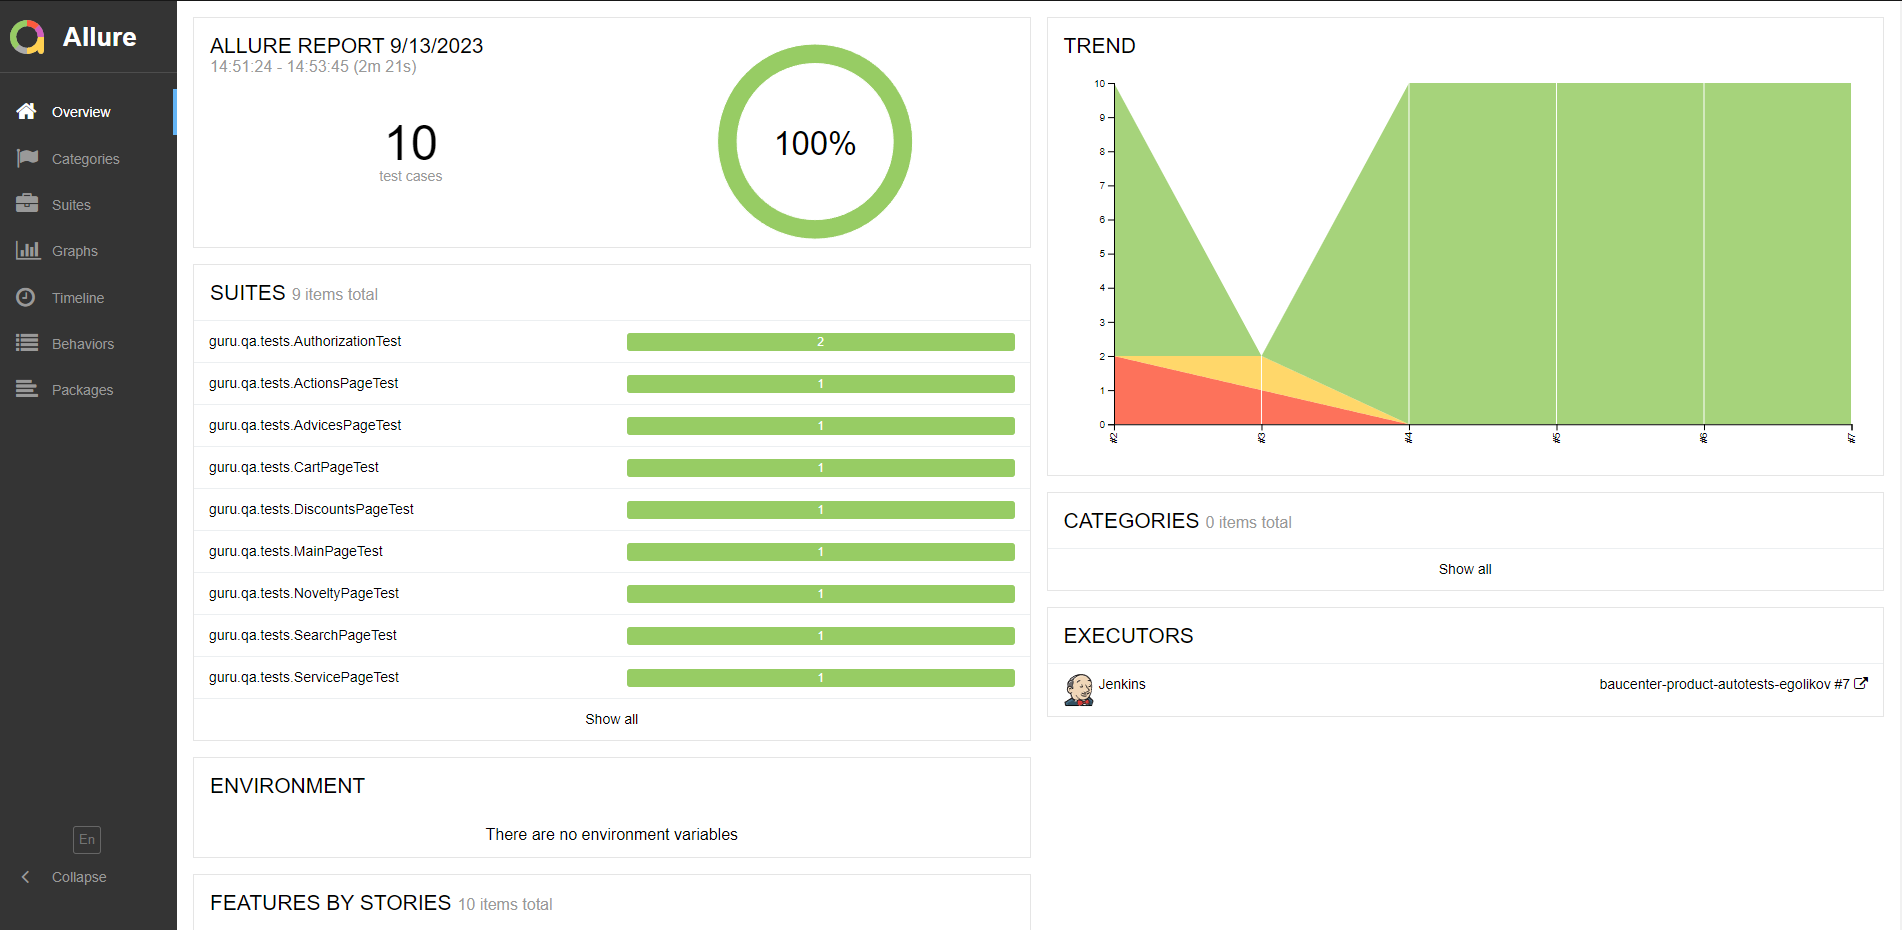 Allure
Overview
Categories
Suites
Graphs
Timeline
Behaviors
Packages
En
Collapse
ALLURE REPORT 9/13/2023
14:51:24 - 14:53:45 (2m 21s)
10
test cases
100%
SUITES 9 items total
guru.qa.tests.AuthorizationTest 2
guru.qa.tests.ActionsPageTest 1
guru.qa.tests.AdvicesPageTest 1
guru.qa.tests.CartPageTest 1
guru.qa.tests.DiscountsPageTest 1
guru.qa.tests.MainPageTest 1
guru.qa.tests.NoveltyPageTest 1
guru.qa.tests.SearchPageTest 1
guru.qa.tests.ServicePageTest 1
Show all
ENVIRONMENT
There are no environment variables
FEATURES BY STORIES 10 items total
TREND
10
9
8
7
6
5
4
3
2
1
0
#2 #3 #4 #5 #6 #7
CATEGORIES 0 items total
Show all
EXECUTORS
Jenkins baucenter-product-autotests-egolikov #7